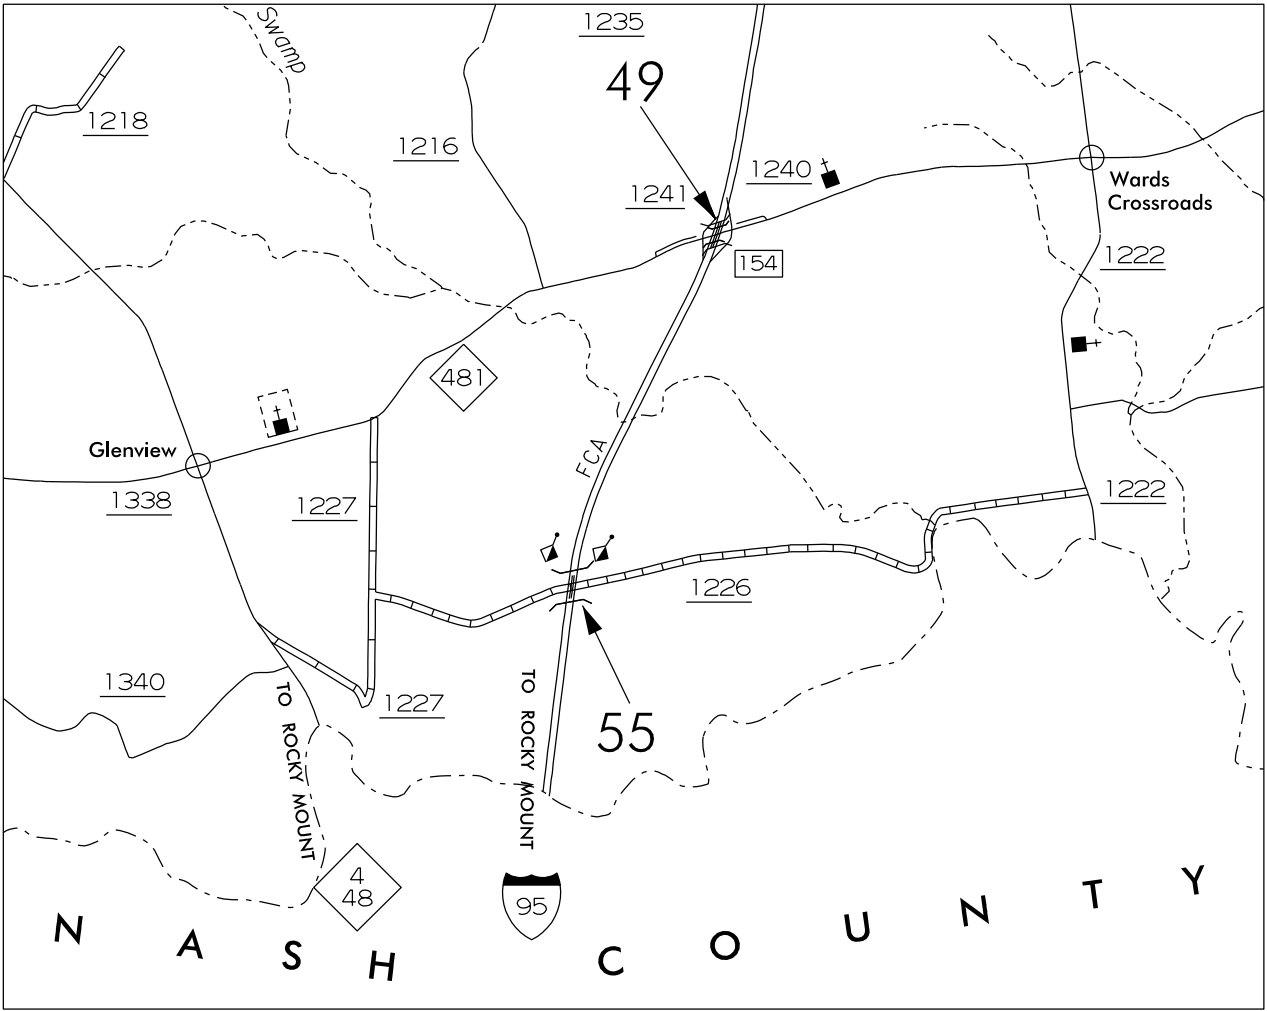 Swamp
1235
49
1218
1216
1240
1241
Wards
Crossroads
154
1222
481
Glenview
FCA
1338
1227
1222
1226
1340
1227
TO ROCKY MOUNT
TO ROCKY MOUNT
55
4
48
95
NASH COUNTY